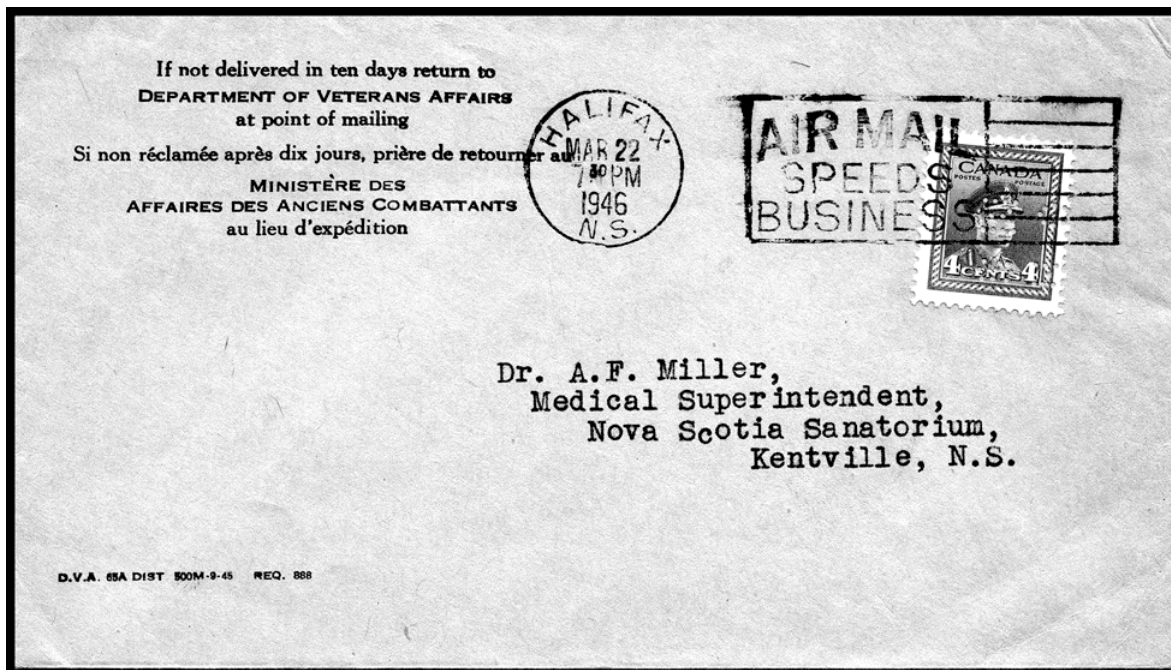 If not delivered in ten days return to
DEPARTMENT OF VETERANS AFFAIRS
at point of mailing
Si non réclamée après dix jours, prière de retourner au
MINISTÈRE DES
AFFAIRES DES ANCIENS COMBATTANTS
au lieu d'expédition
HALIFAX
MAR 22
7 30 PM
1946
N.S.
AIR MAIL
SPEEDS
BUSINESS
CANADA
POSTES POSTAGE
4 CENTS 4
Dr. A.F. Miller,
Medical Superintendent,
Nova Scotia Sanatorium,
Kentville, N.S.
D.V.A. 65A DIST 500M-9-45 REQ. 888